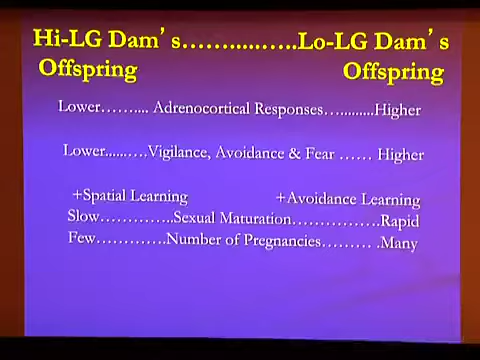 Hi-LG Dam's……....…..Lo-LG Dam's
Offspring Offspring
Lower……... Adrenocortical Responses….........Higher
Lower.....….Vigilance, Avoidance & Fear …… Higher
+Spatial Learning +Avoidance Learning
Slow…………..Sexual Maturation…………….Rapid
Few………….Number of Pregnancies……… .Many